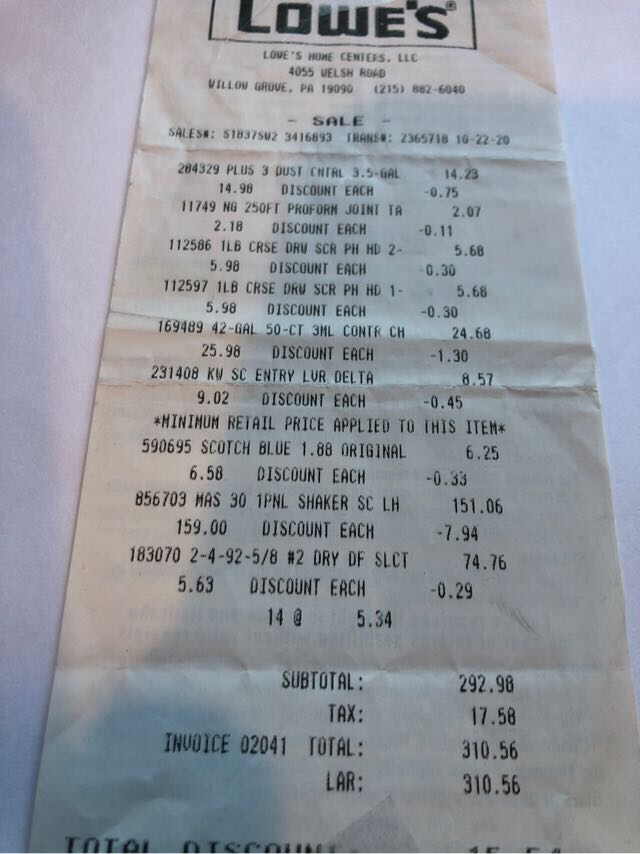 LOWE'S®
LOWE'S HOME CENTERS, LLC
4055 WELSH ROAD
WILLOW GROVE, PA 19090 (215) 882-6040
- SALE -
SALES#: S1837SW2 3416893 TRANS#: 2365718 10-22-20
284329 PLUS 3 DUST CNTRL 3.5-GAL 14.23
14.98 DISCOUNT EACH -0.75
11749 NG 250FT PROFORM JOINT TA 2.07
2.18 DISCOUNT EACH -0.11
112586 1LB CRSE DRW SCR PH HD 2- 5.68
5.98 DISCOUNT EACH -0.30
112597 1LB CRSE DRW SCR PH HD 1- 5.68
5.98 DISCOUNT EACH -0.30
169489 42-GAL 50-CT 3ML CONTR CH 24.68
25.98 DISCOUNT EACH -1.30
231408 KW SC ENTRY LVR DELTA 8.57
9.02 DISCOUNT EACH -0.45
*MINIMUM RETAIL PRICE APPLIED TO THIS ITEM*
590695 SCOTCH BLUE 1.88 ORIGINAL 6.25
6.58 DISCOUNT EACH -0.33
856703 MAS 30 1PNL SHAKER SC LH 151.06
159.00 DISCOUNT EACH -7.94
183070 2-4-92-5/8 #2 DRY DF SLCT 74.76
5.63 DISCOUNT EACH -0.29
14 @ 5.34
SUBTOTAL: 292.98
TAX: 17.58
INVOICE 02041 TOTAL: 310.56
LAR: 310.56
TOTAL DISCOUNT: